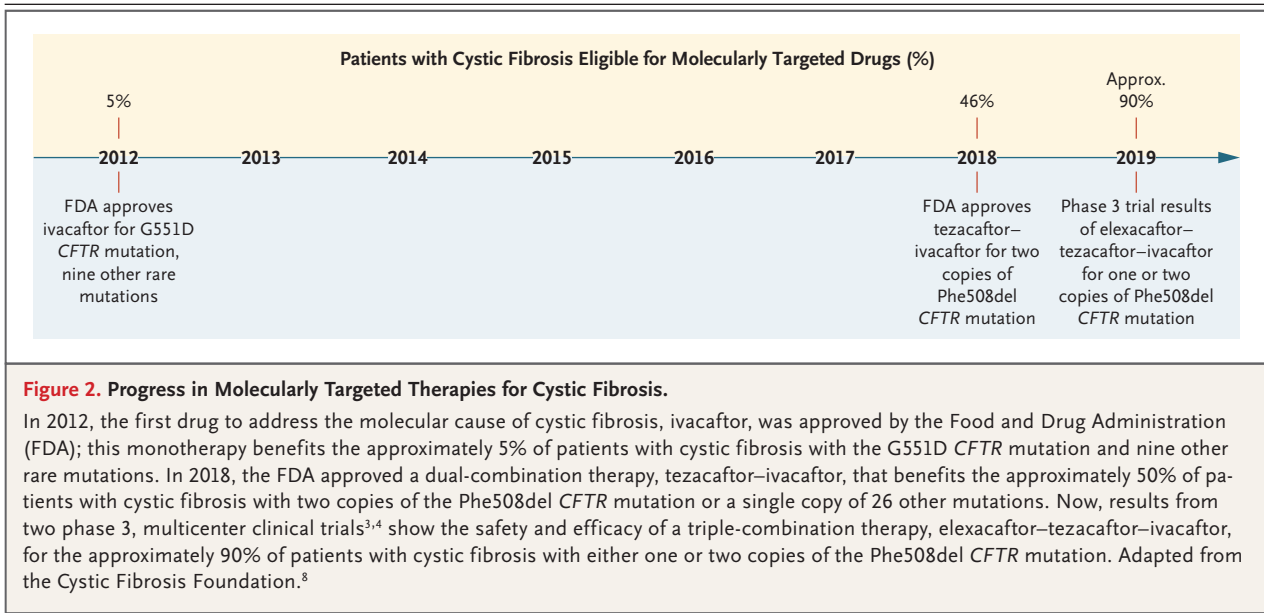 Patients with Cystic Fibrosis Eligible for Molecularly Targeted Drugs (%)
5%
46%
Approx.
90%
2012 2013 2014 2015 2016 2017 2018 2019
FDA approves
ivacaftor for G551D
CFTR mutation,
nine other rare
mutations
FDA approves
tezacaftor–
ivacaftor for two
copies of
Phe508del
CFTR mutation
Phase 3 trial results
of elexacaftor–
tezacaftor–ivacaftor
for one or two
copies of Phe508del
CFTR mutation
Figure 2. Progress in Molecularly Targeted Therapies for Cystic Fibrosis.
In 2012, the first drug to address the molecular cause of cystic fibrosis, ivacaftor, was approved by the Food and Drug Administration
(FDA); this monotherapy benefits the approximately 5% of patients with cystic fibrosis with the G551D CFTR mutation and nine other
rare mutations. In 2018, the FDA approved a dual-combination therapy, tezacaftor–ivacaftor, that benefits the approximately 50% of pa-
tients with cystic fibrosis with two copies of the Phe508del CFTR mutation or a single copy of 26 other mutations. Now, results from
two phase 3, multicenter clinical trials3,4 show the safety and efficacy of a triple-combination therapy, elexacaftor–tezacaftor–ivacaftor,
for the approximately 90% of patients with cystic fibrosis with either one or two copies of the Phe508del CFTR mutation. Adapted from
the Cystic Fibrosis Foundation.8